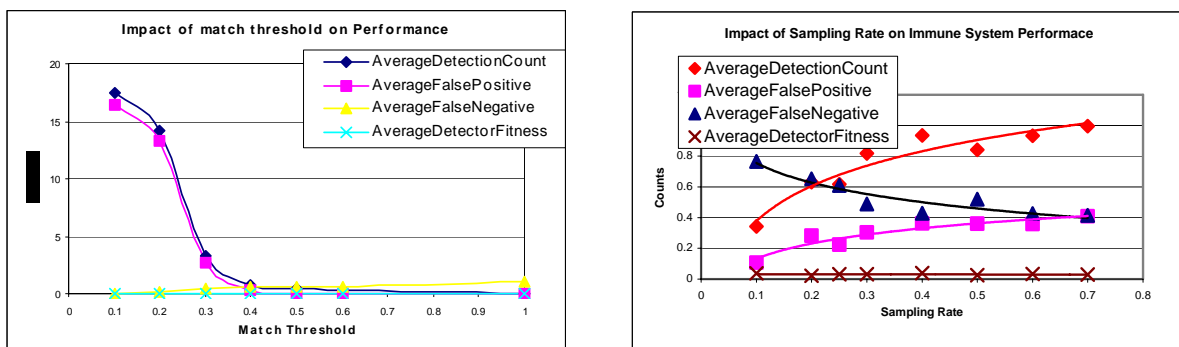 Impact of match threshold on Performance
AverageDetectionCount
AverageFalsePositive
AverageFalseNegative
AverageDetectorFitness
20
15
10
5
0
0.1 0.2 0.3 0.4 0.5 0.6 0.7 0.8 0.9 1
Match Threshold
Impact of Sampling Rate on Immune System Performace
AverageDetectionCount
AverageFalsePositive
AverageFalseNegative
AverageDetectorFitness
Counts
0.8
0.6
0.4
0.2
0
0 0.1 0.2 0.3 0.4 0.5 0.6 0.7 0.8
Sampling Rate